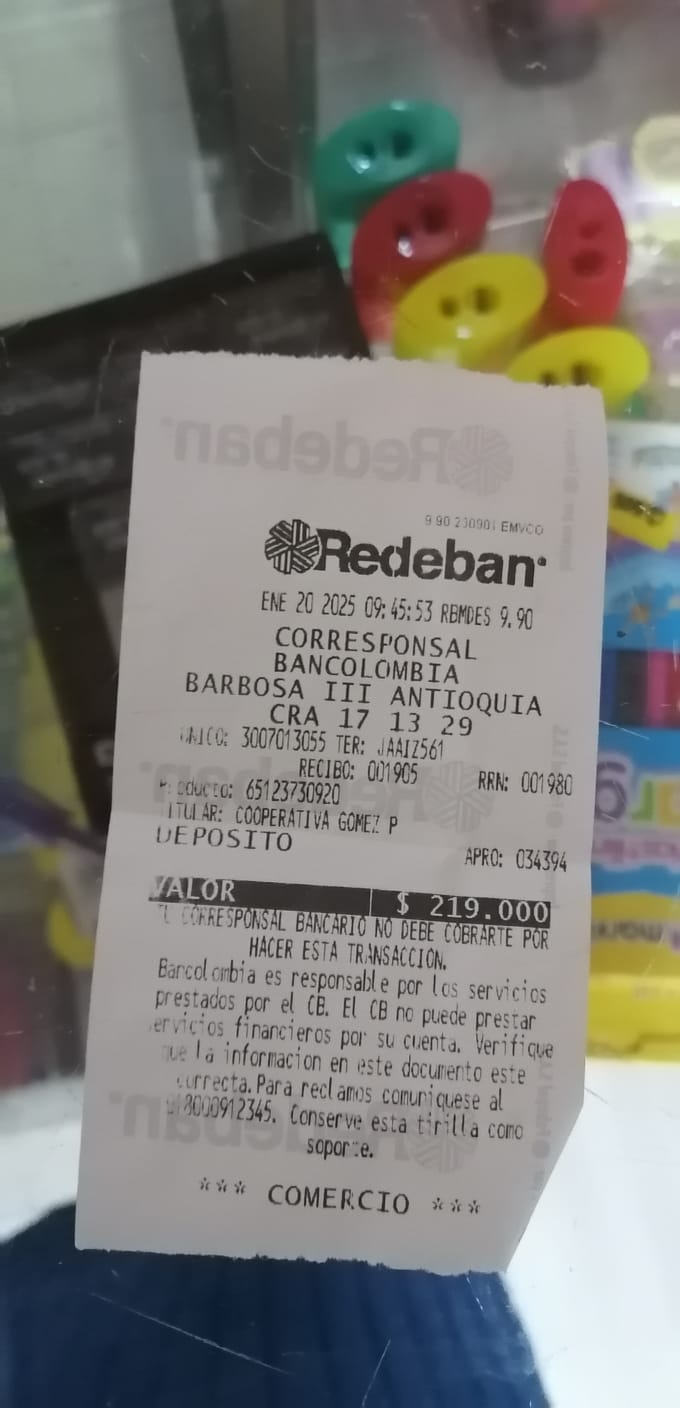 9.90 230901 EMVCO
Redeban
ENE 20 2025 09:45:53 RBMDES 9.90
CORRESPONSAL
BANCOLOMBIA
BARBOSA III ANTIOQUIA
CRA 17 13 29
3007013055 TER: JAAIZ561
RECIBO: 001905 RRN: 001980
65123730920
TITULAR: COOPERATIVA GOMEZ P
DEPOSITO APRO: 034394
VALOR $ 219.000
CORRESPONSAL BANCARIO NO DEBE COBRARTE POR
HACER ESTA TRANSACCION.
Bancolombia es responsable por los servicios
prestados por el CB. El CB no puede prestar
servicios financieros por su cuenta. Verifique
que la informacion en este documento este
correcta. Para reclamos comuniquese al
018000912345. Conserve esta tirilla como
soporte.
*** COMERCIO ***